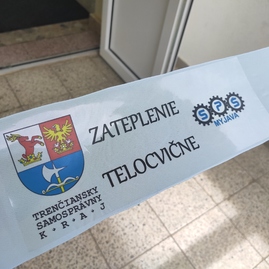 ZATEPLENIE
TELOCVIČNE
SPŠ
MYJAVA
TRENČIANSKY
SAMOSPRÁVNY
K • R • A • J